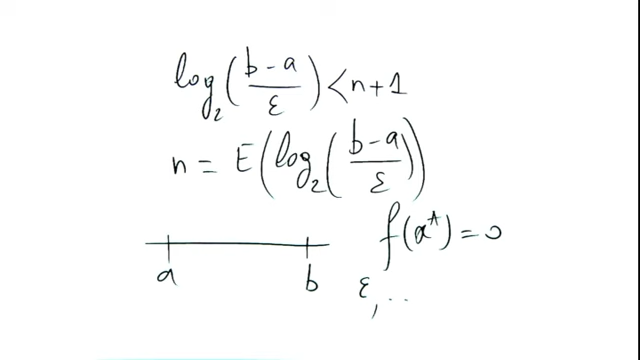 log₂((b-a)/ε) < n+1
n = E(log₂((b-a)/ε))
f(x*) = 0
a b
ε, ..